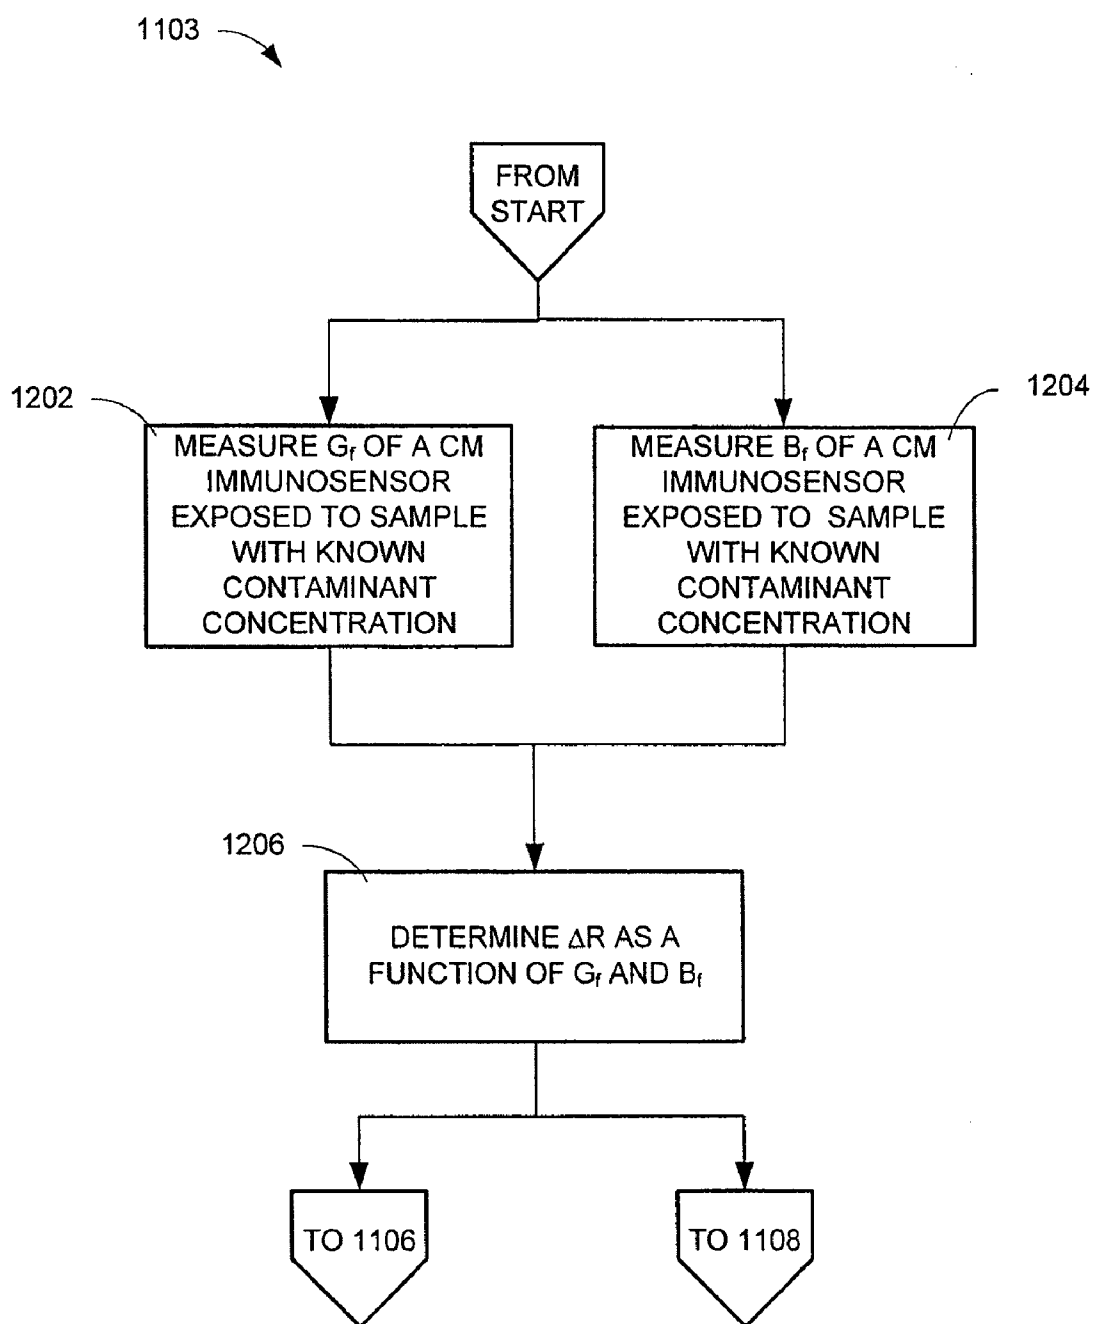 1103
FROM
START
1202
1204
MEASURE Gf OF A CM
IMMUNOSENSOR
EXPOSED TO SAMPLE
WITH KNOWN
CONTAMINANT
CONCENTRATION
MEASURE Bf OF A CM
IMMUNOSENSOR
EXPOSED TO SAMPLE
WITH KNOWN
CONTAMINANT
CONCENTRATION
1206
DETERMINE ΔR AS A
FUNCTION OF Gf AND Bf
TO 1106
TO 1108